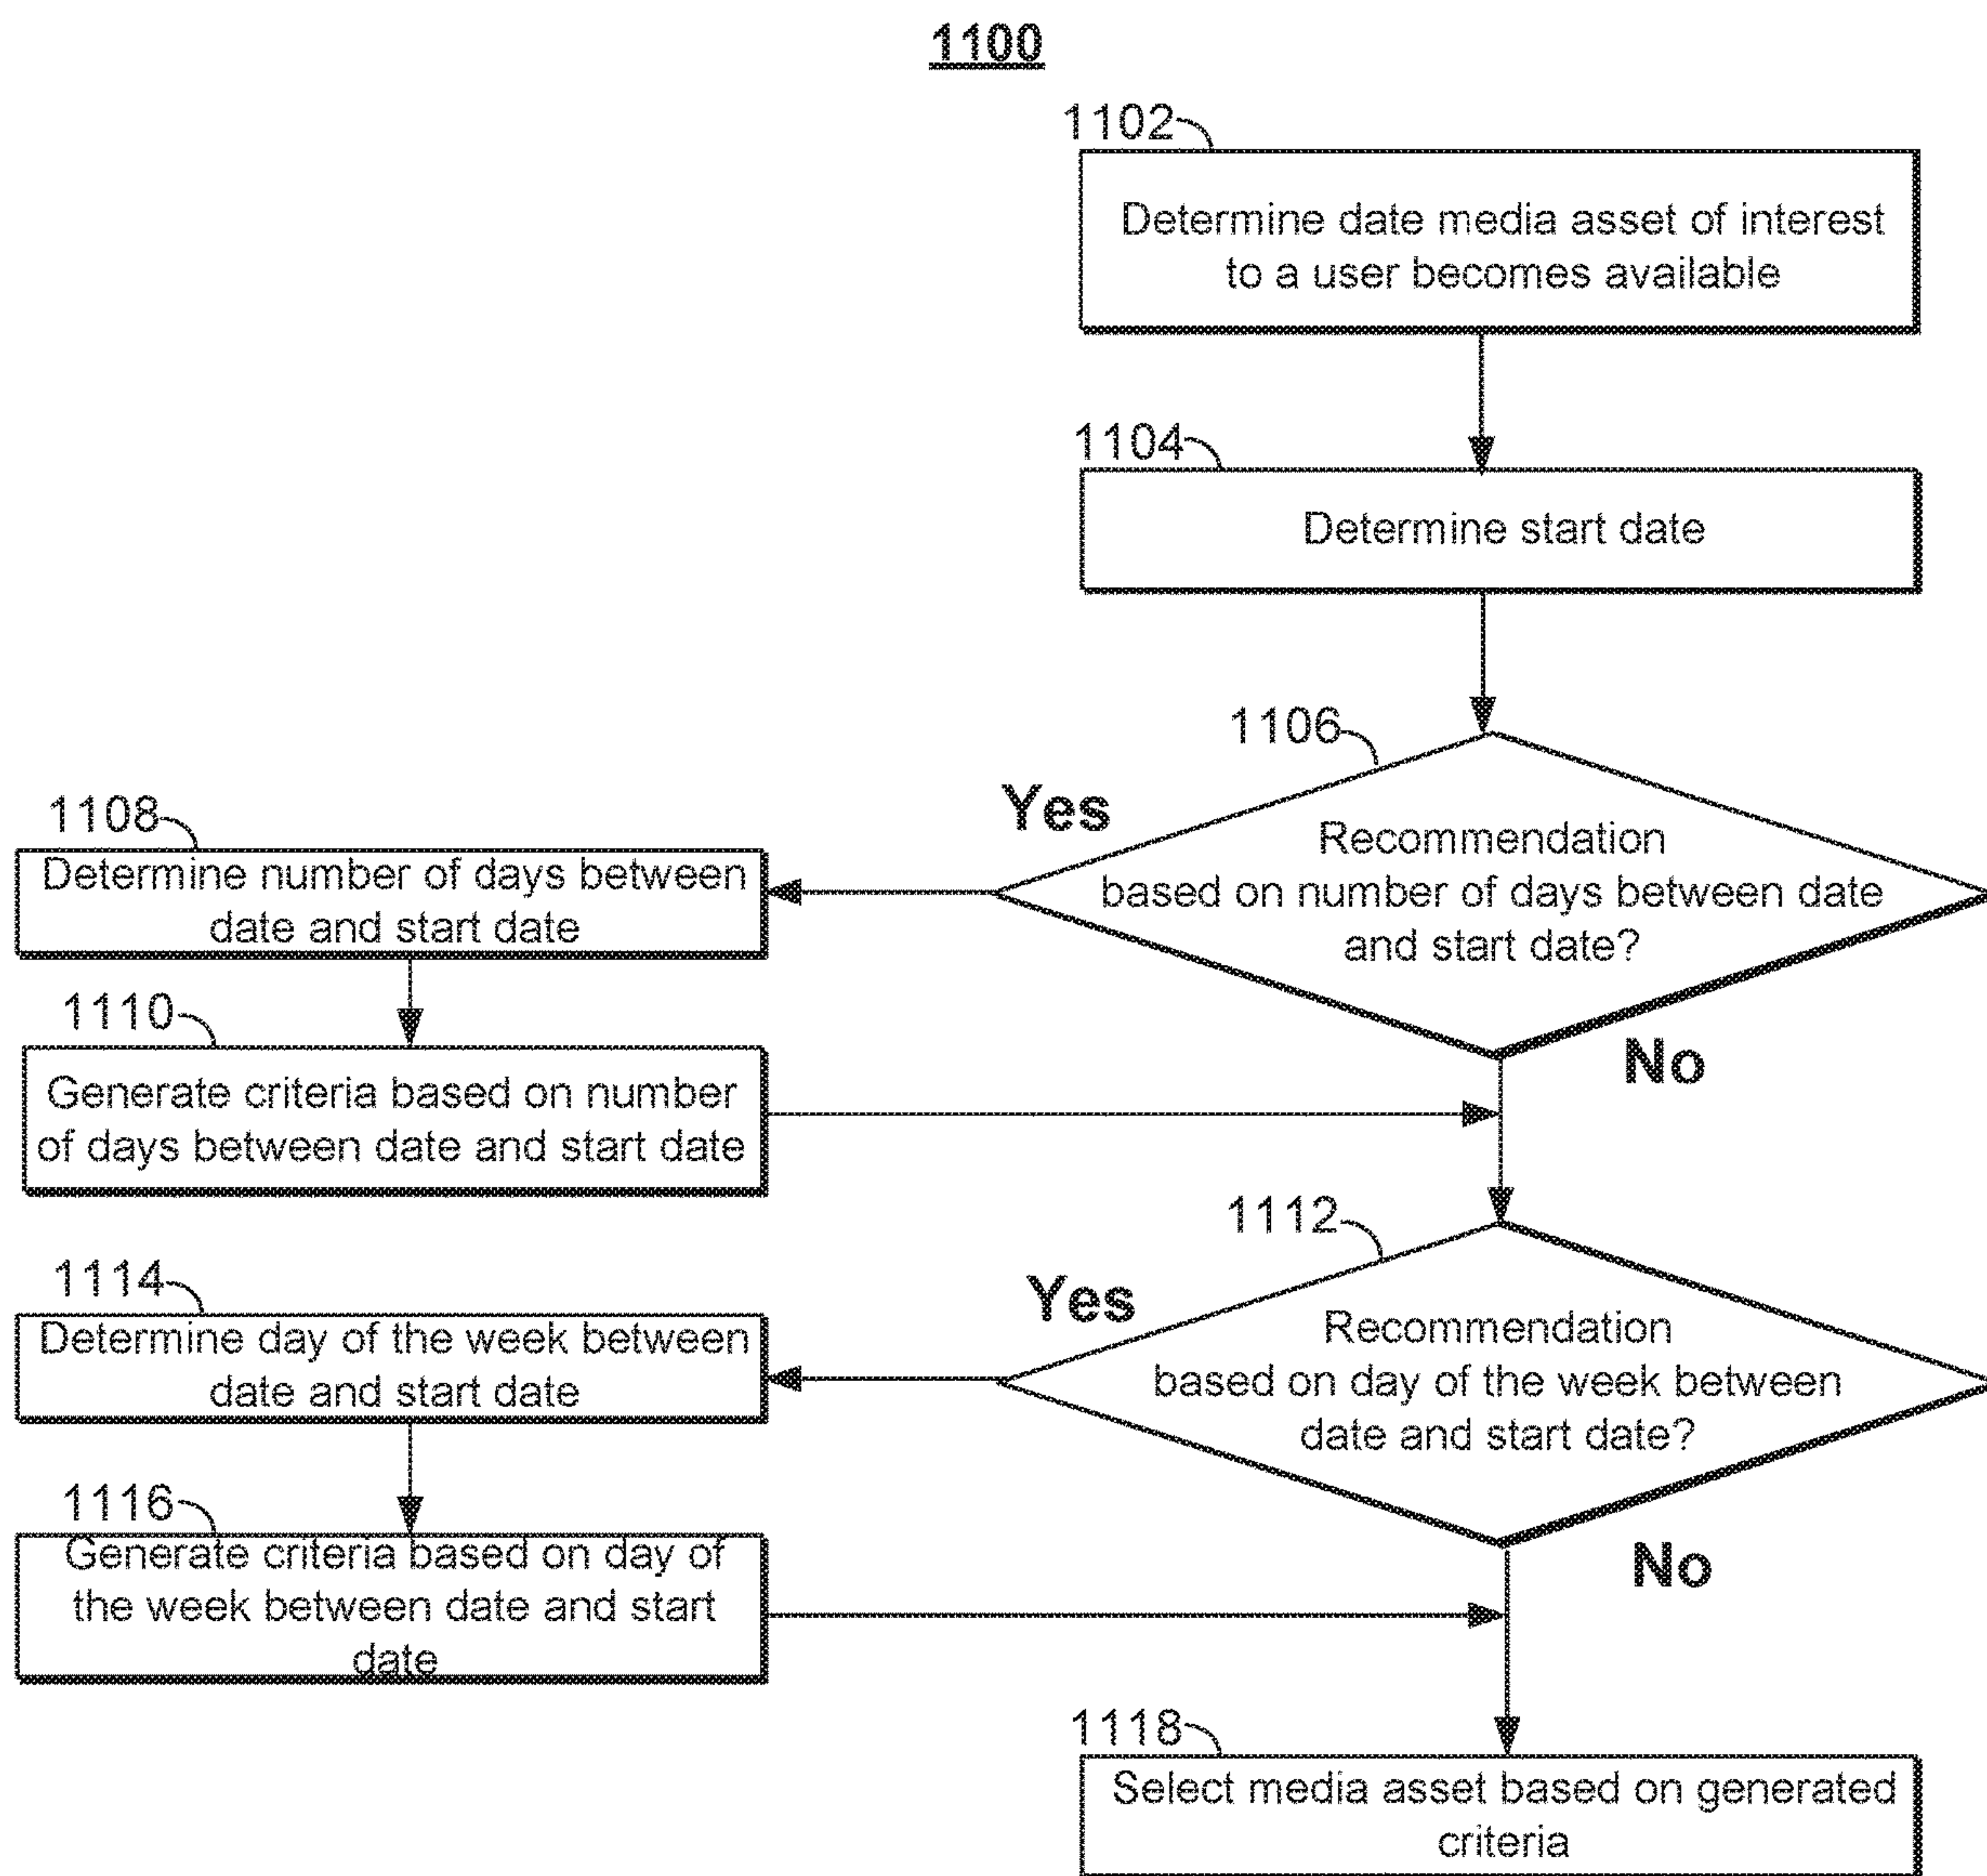 1100
1102
Determine date media asset of interest
to a user becomes available
1104
Determine start date
1106
Yes
Recommendation
based on number of days between date
and start date?
No
1108
Determine number of days between
date and start date
1110
Generate criteria based on number
of days between date and start date
1112
Yes
Recommendation
based on day of the week between
date and start date?
No
1114
Determine day of the week between
date and start date
1116
Generate criteria based on day of
the week between date and start
date
1118
Select media asset based on generated
criteria